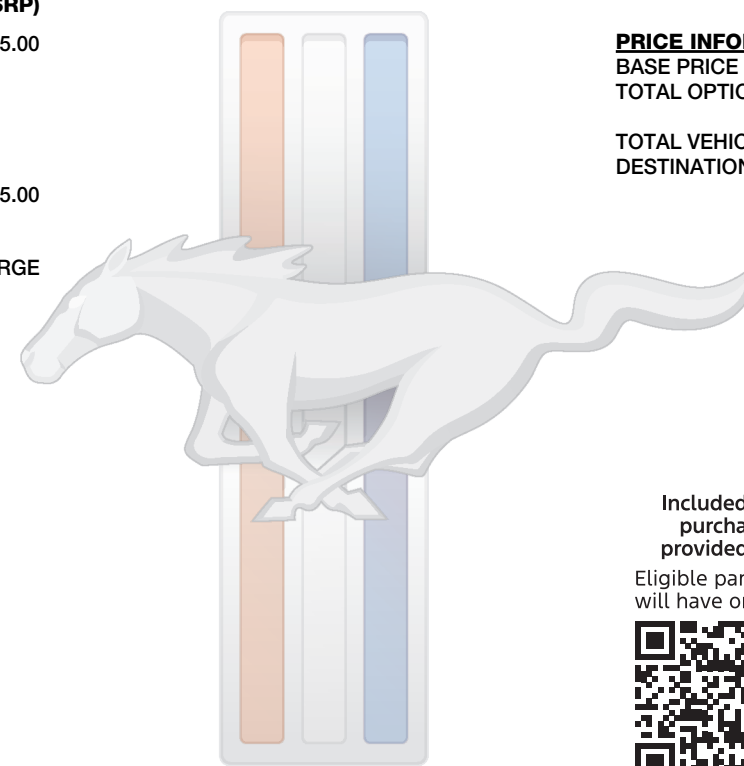 SRP)
5.00
5.00
RGE
PRICE INFO
BASE PRICE
TOTAL OPTIO
TOTAL VEHIC
DESTINATION
Included
purcha
provided
Eligible par
will have or